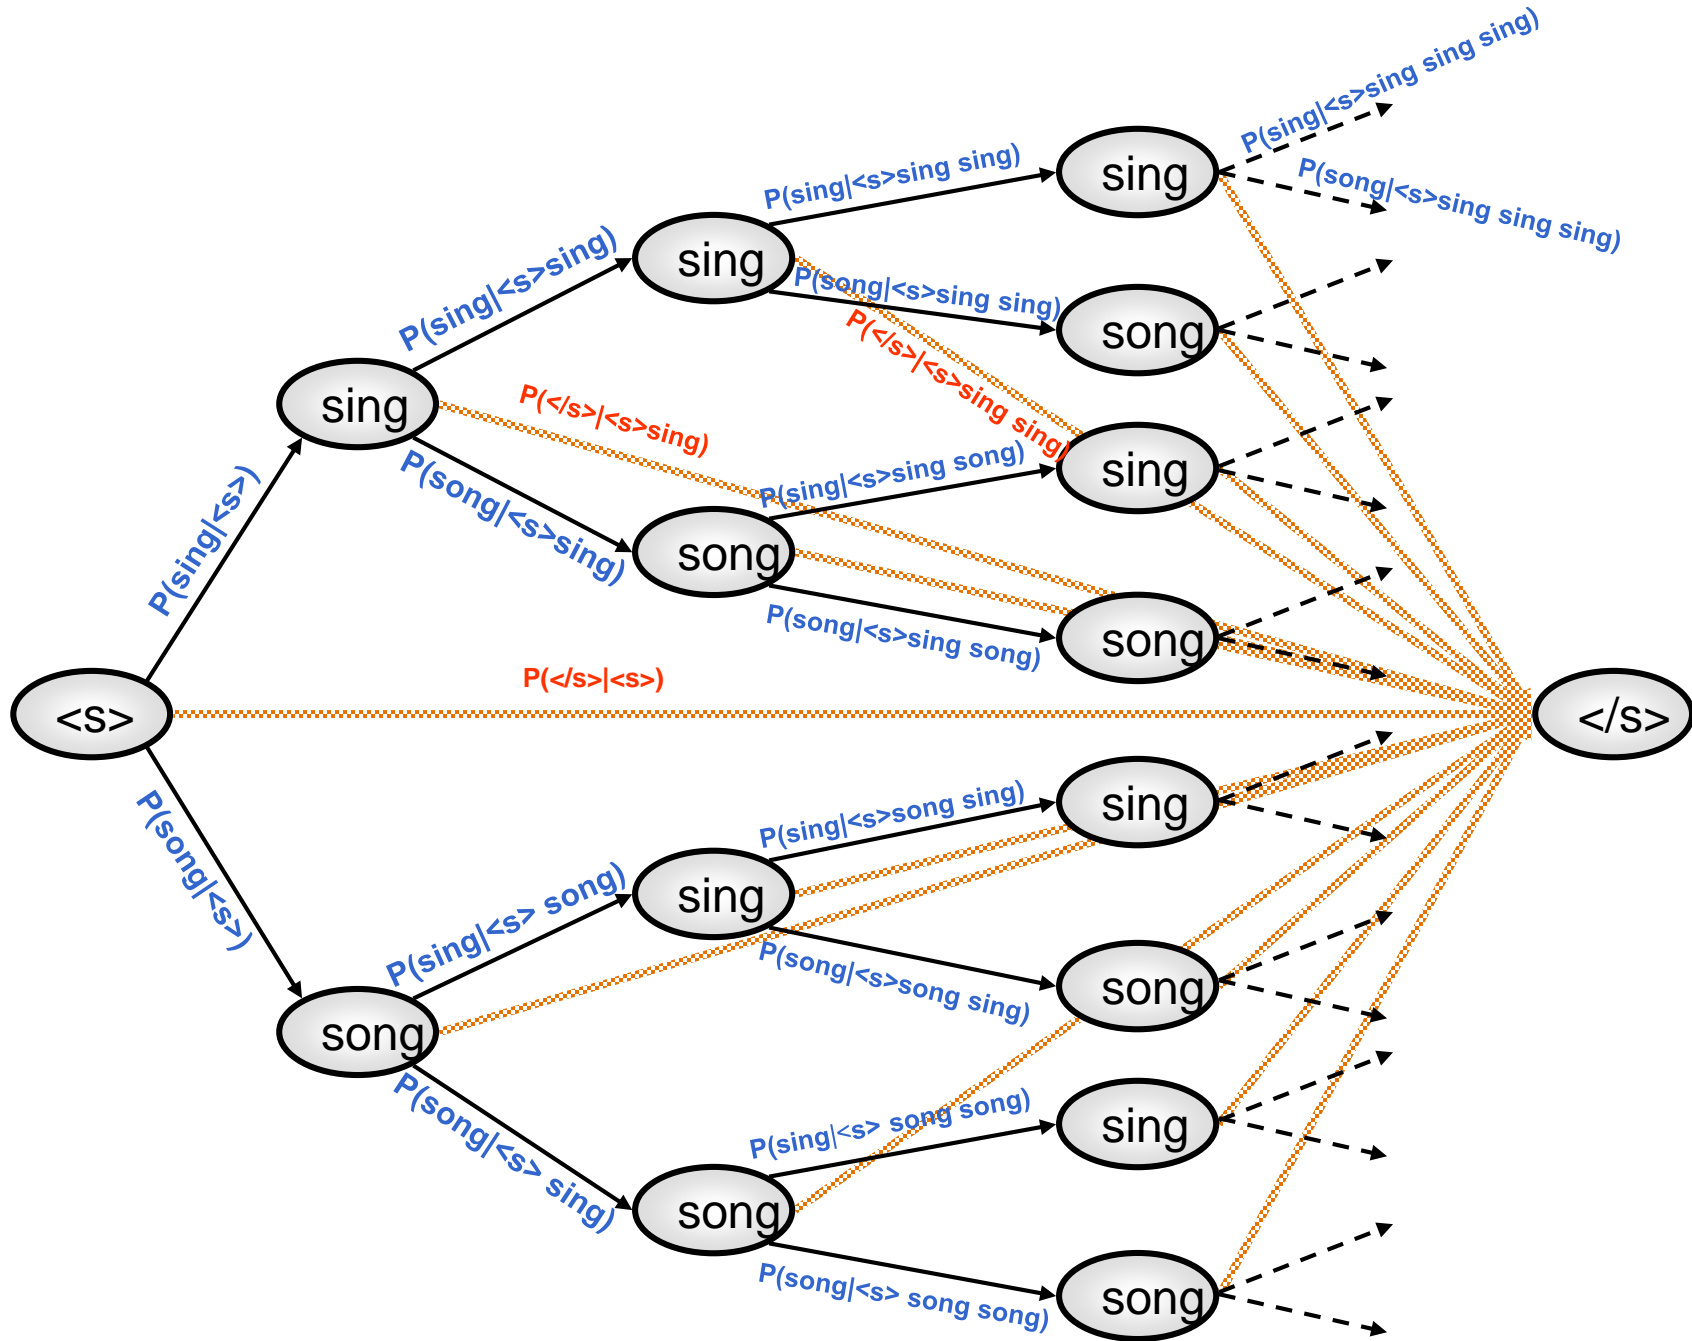 P(sing|<s>sing sing sing)
P(song|<s>sing sing sing)
sing
P(sing|<s>sing sing)
sing
P(song|<s>sing sing)
song
P(sing|<s>sing)
P(</s>|<s>sing sing)
sing
P(</s>|<s>sing)
P(sing|<s>sing song)
sing
P(song|<s>sing)
P(sing|<s>)
song
P(song|<s>sing song)
song
P(</s>|<s>)
<s>
</s>
P(song|<s>)
P(sing|<s>song sing)
sing
P(sing|<s> song)
sing
P(song|<s>song sing)
song
song
P(song|<s> sing)
P(sing|<s> song song)
sing
song
P(song|<s> song song)
song